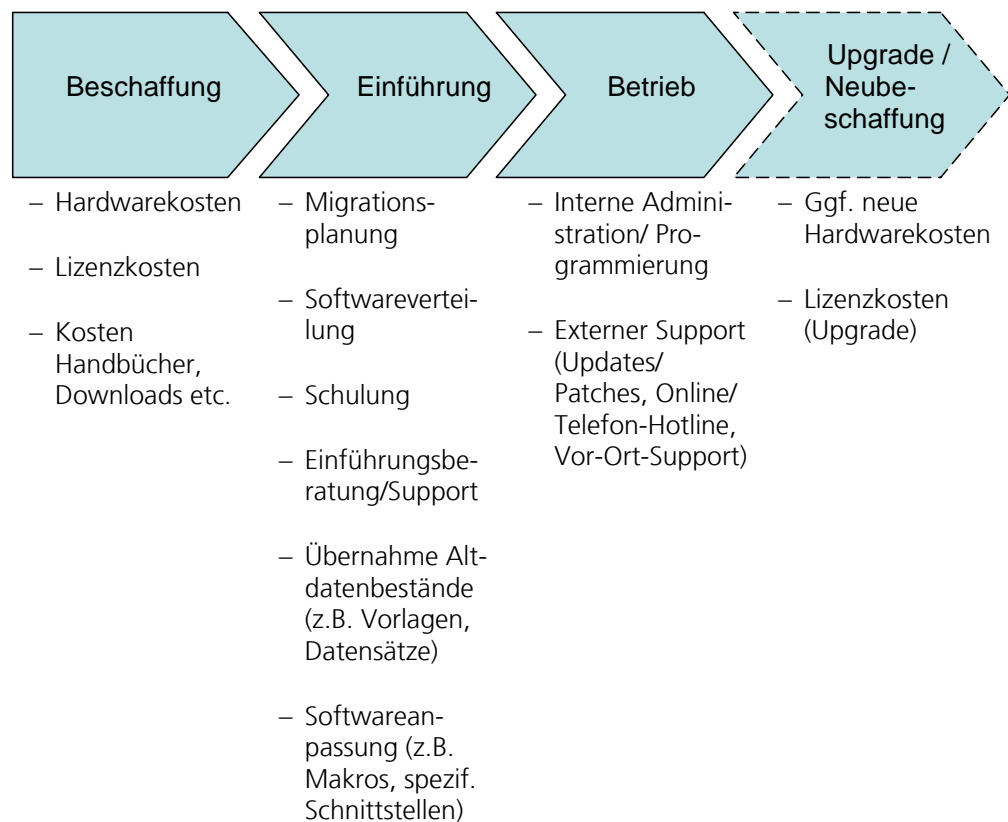 Beschaffung
Einführung
Betrieb
Upgrade /
Neube-
schaffung
– Hardwarekosten
– Lizenzkosten
– Kosten
Handbücher,
Downloads etc.
– Migrations-
planung
– Softwarevertei-
lung
– Schulung
– Einführungsbe-
ratung/Support
– Übernahme Alt-
datenbestände
(z.B. Vorlagen,
Datensätze)
– Softwarean-
passung (z.B.
Makros, spezif.
Schnittstellen)
– Interne Admini-
stration/ Pro-
grammierung
– Externer Support
(Updates/
Patches, Online/
Telefon-Hotline,
Vor-Ort-Support)
– Ggf. neue
Hardwarekosten
– Lizenzkosten
(Upgrade)